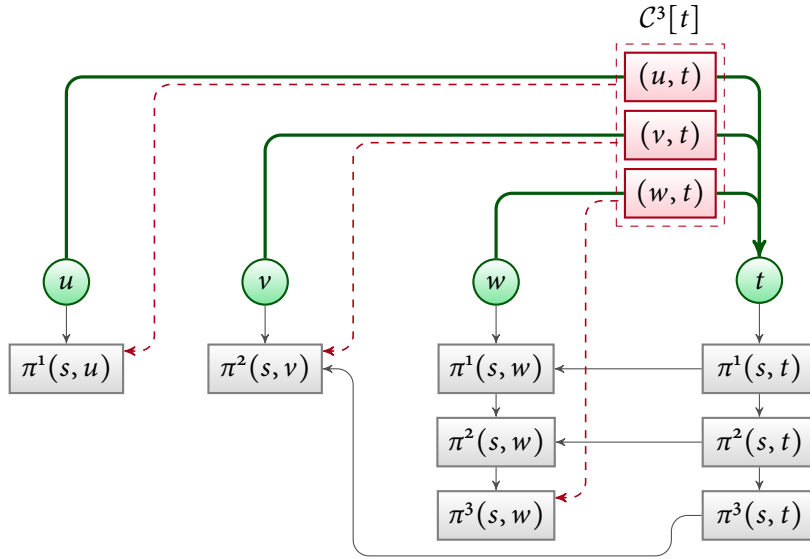 𝒞³[t]
(u, t)
(v, t)
(w, t)
u
v
w
t
π¹(s, u)
π²(s, v)
π¹(s, w)
π¹(s, t)
π²(s, w)
π²(s, t)
π³(s, w)
π³(s, t)